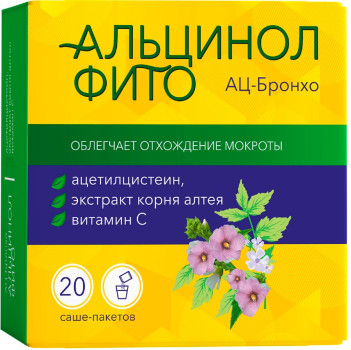 АЛЬЦИНОЛ
ФИТО
АЦ-Бронхо
ОБЛЕГЧАЕТ ОТХОЖДЕНИЕ МОКРОТЫ
ацетилцистеин,
экстракт корня алтея
витамин С
20
саше-пакетов